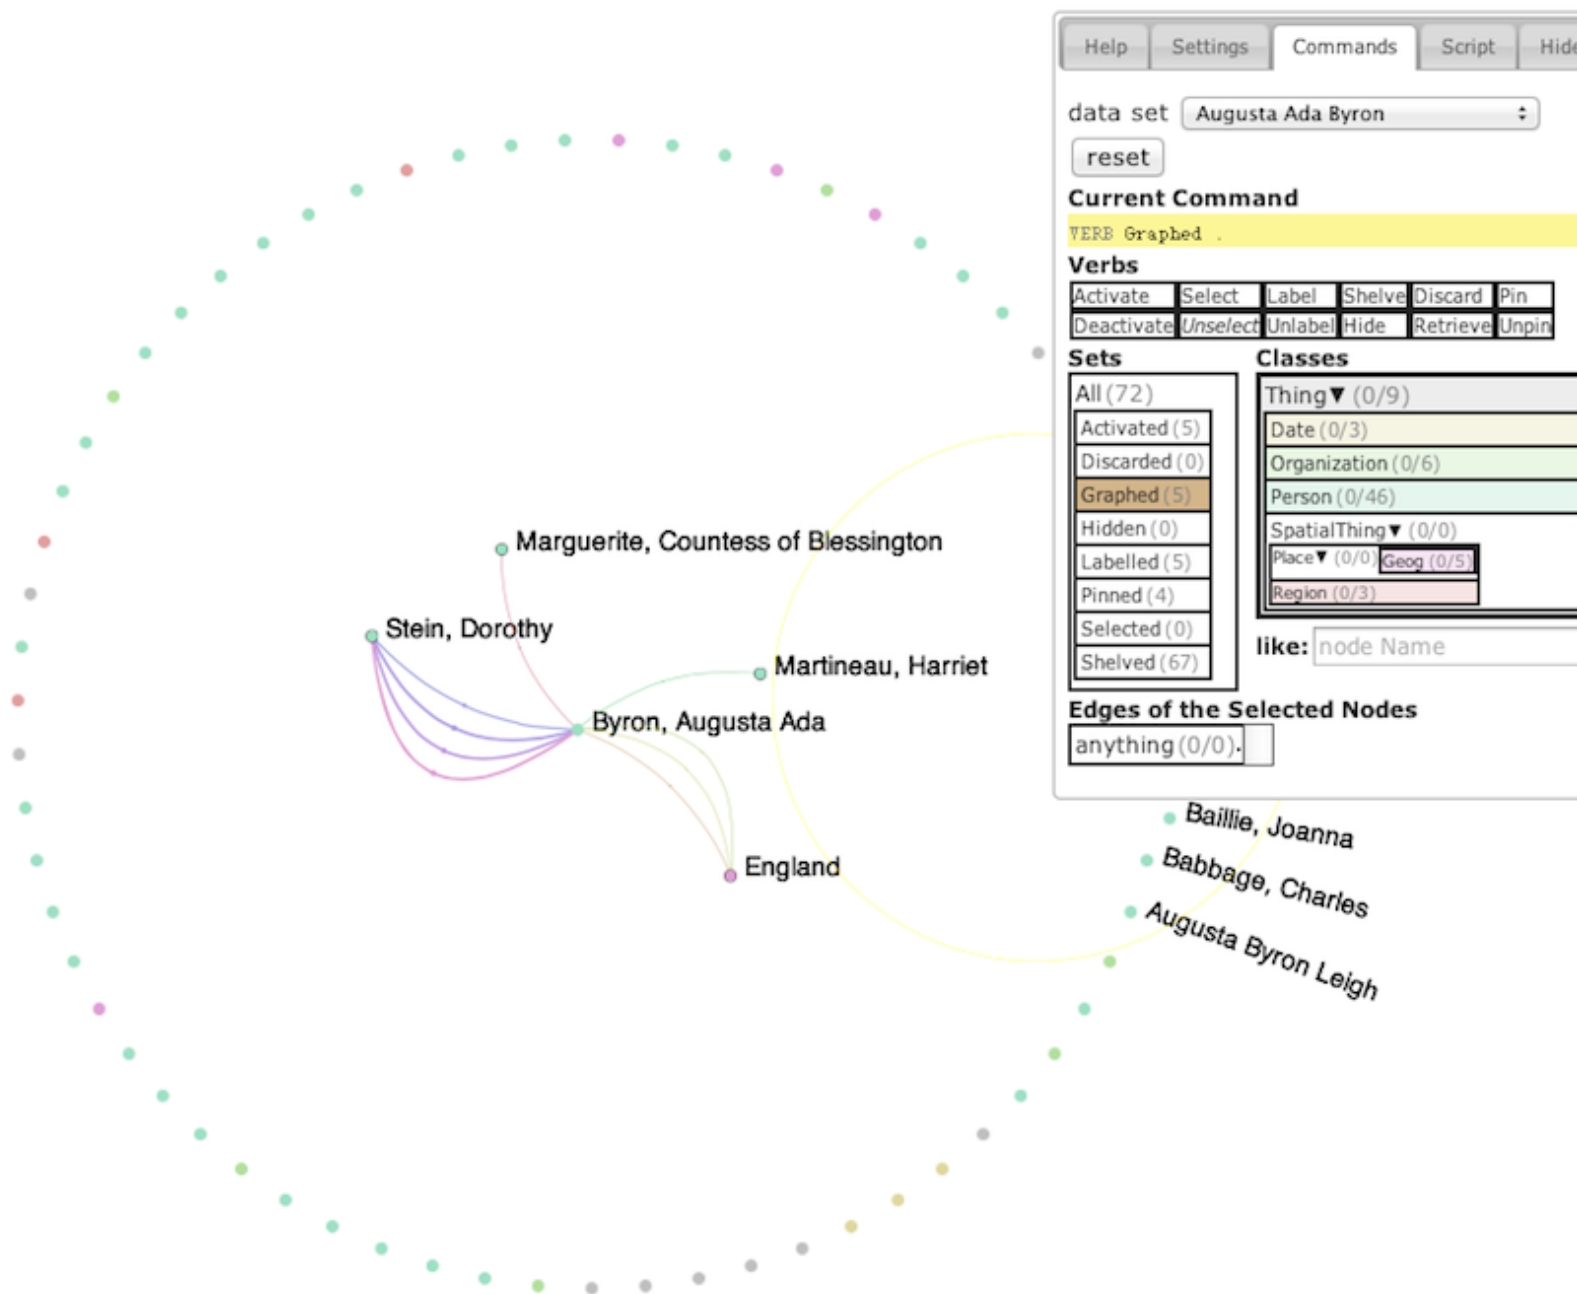 Help Settings Commands Script Hide
data set Augusta Ada Byron
reset
Current Command
VERB Graphed .
Verbs
Activate Select Label Shelve Discard Pin
Deactivate Unselect Unlabel Hide Retrieve Unpin
Sets Classes
All (72) Thing▼ (0/9)
Activated (5) Date (0/3)
Discarded (0) Organization (0/6)
Graphed (5) Person (0/46)
Hidden (0) SpatialThing▼ (0/0)
Labelled (5) Place▼ (0/0) Geog (0/5)
Pinned (4) Region (0/3)
Selected (0)
Shelved (67)
like: node Name
Edges of the Selected Nodes
anything (0/0).
Marguerite, Countess of Blessington
Stein, Dorothy
Martineau, Harriet
Byron, Augusta Ada
England
Baillie, Joanna
Babbage, Charles
Augusta Byron Leigh